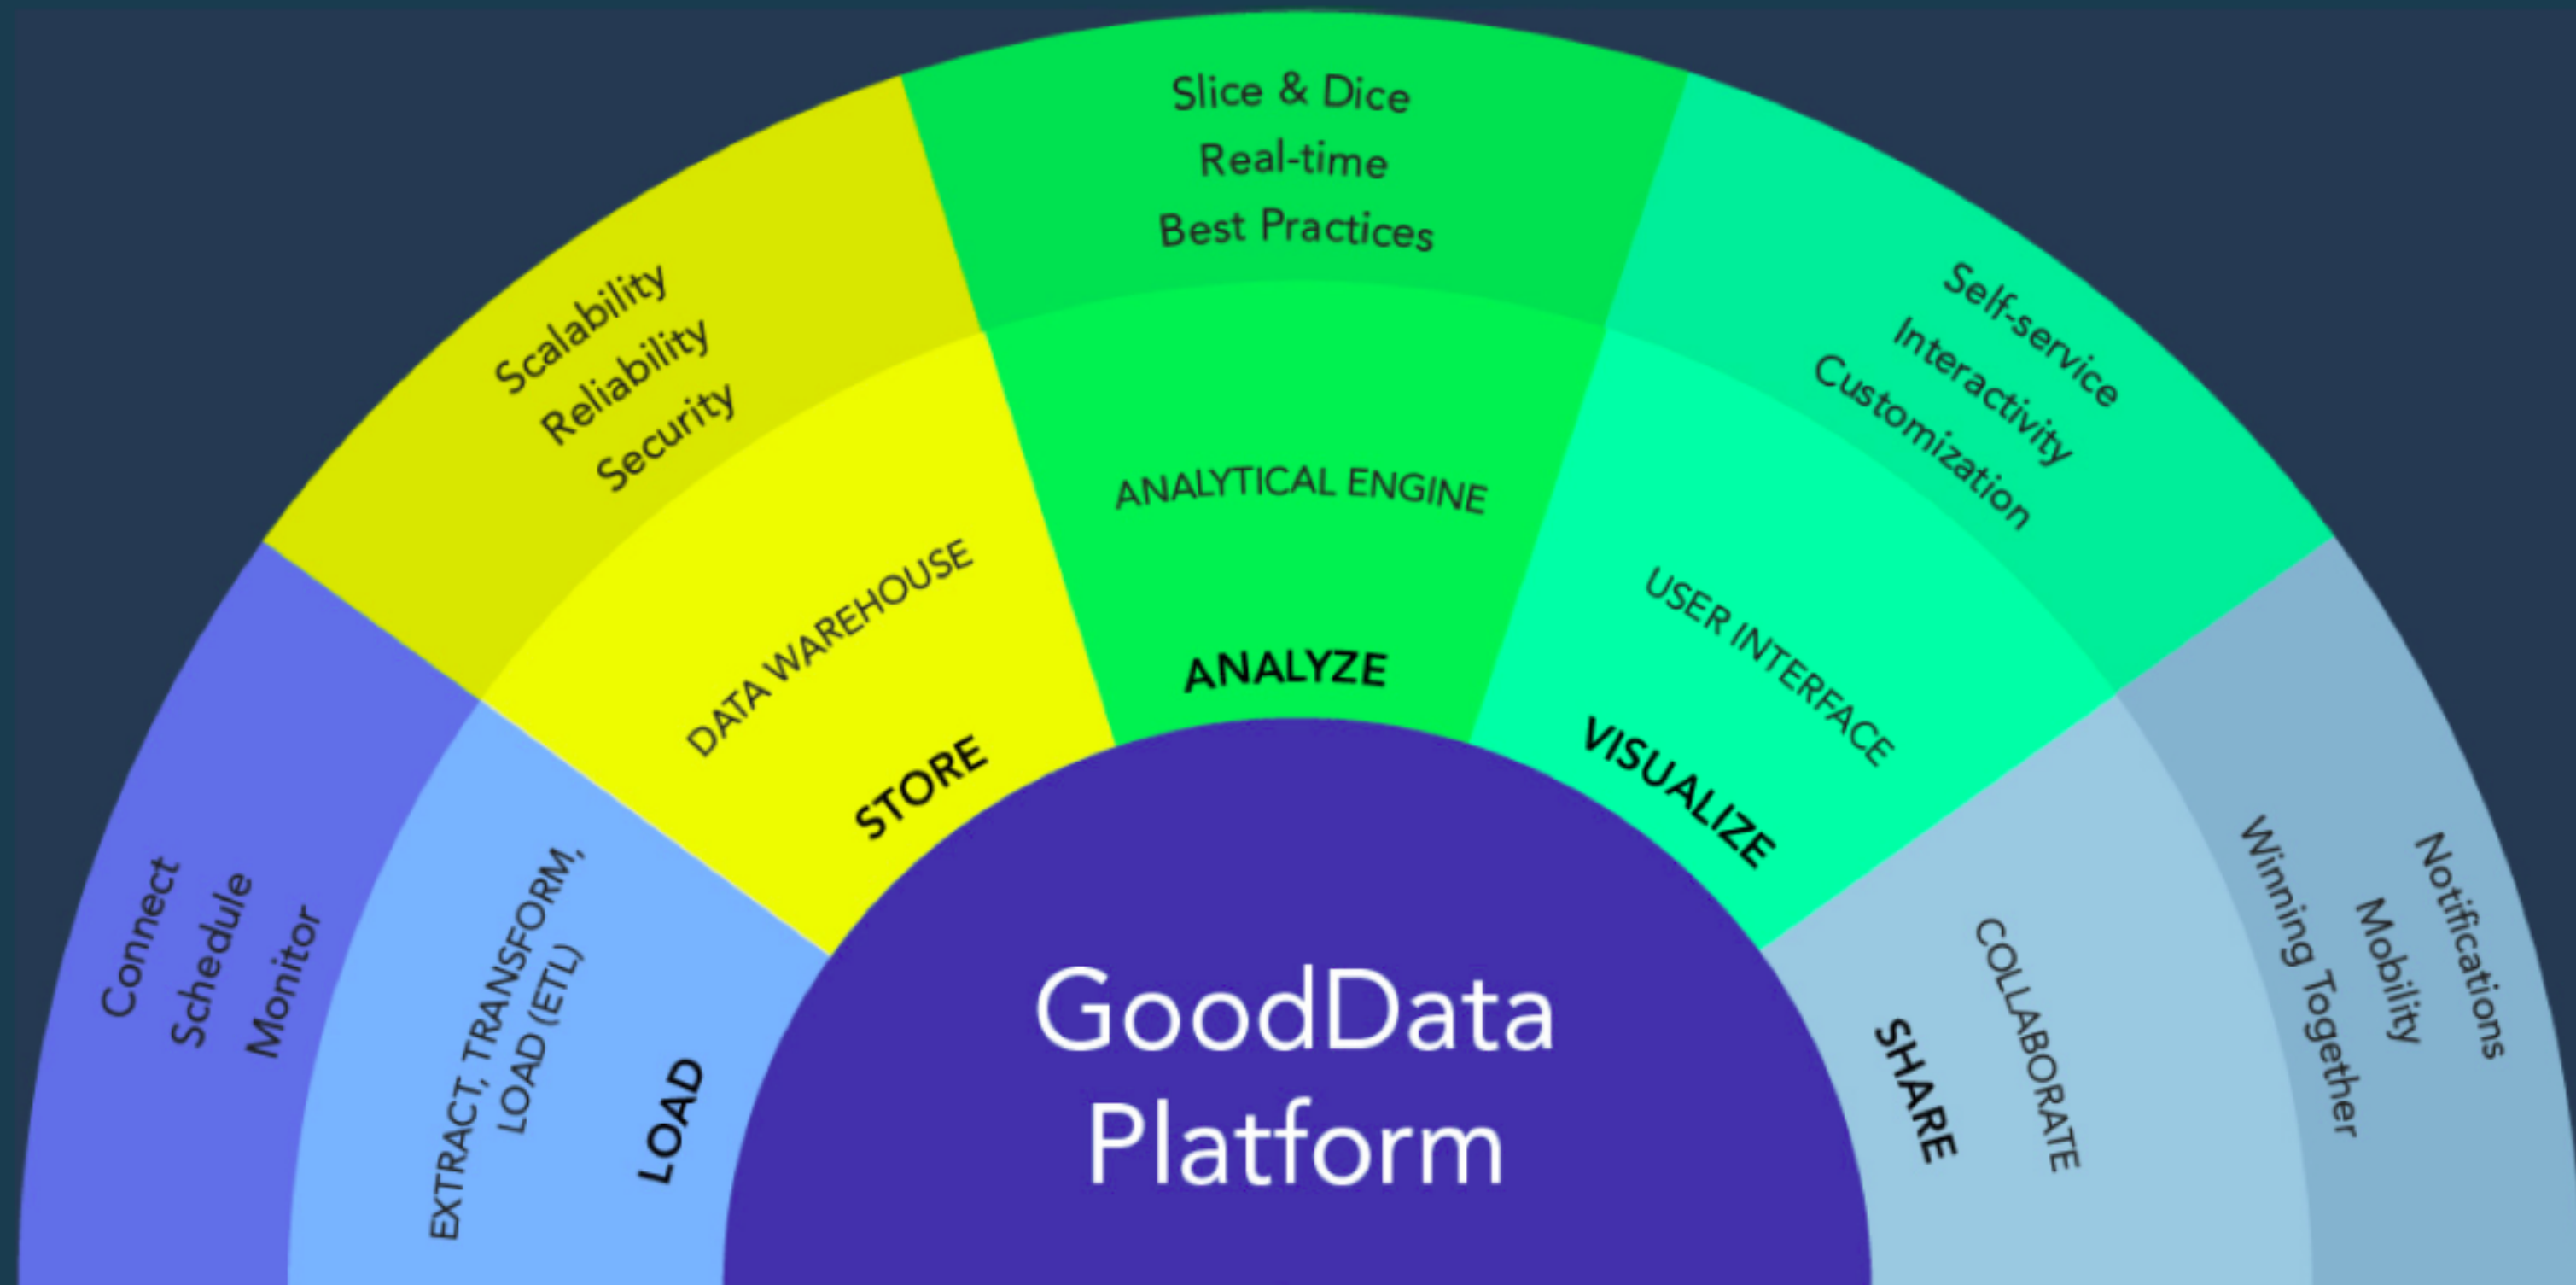 Connect
Schedule
Monitor
EXTRACT, TRANSFORM,
LOAD (ETL)
LOAD
Scalability
Reliability
Security
DATA WAREHOUSE
STORE
Slice & Dice
Real-time
Best Practices
ANALYTICAL ENGINE
ANALYZE
Self-service
Interactivity
Customization
USER INTERFACE
VISUALIZE
Notifications
Mobility
Winning Together
COLLABORATE
SHARE
GoodData
Platform